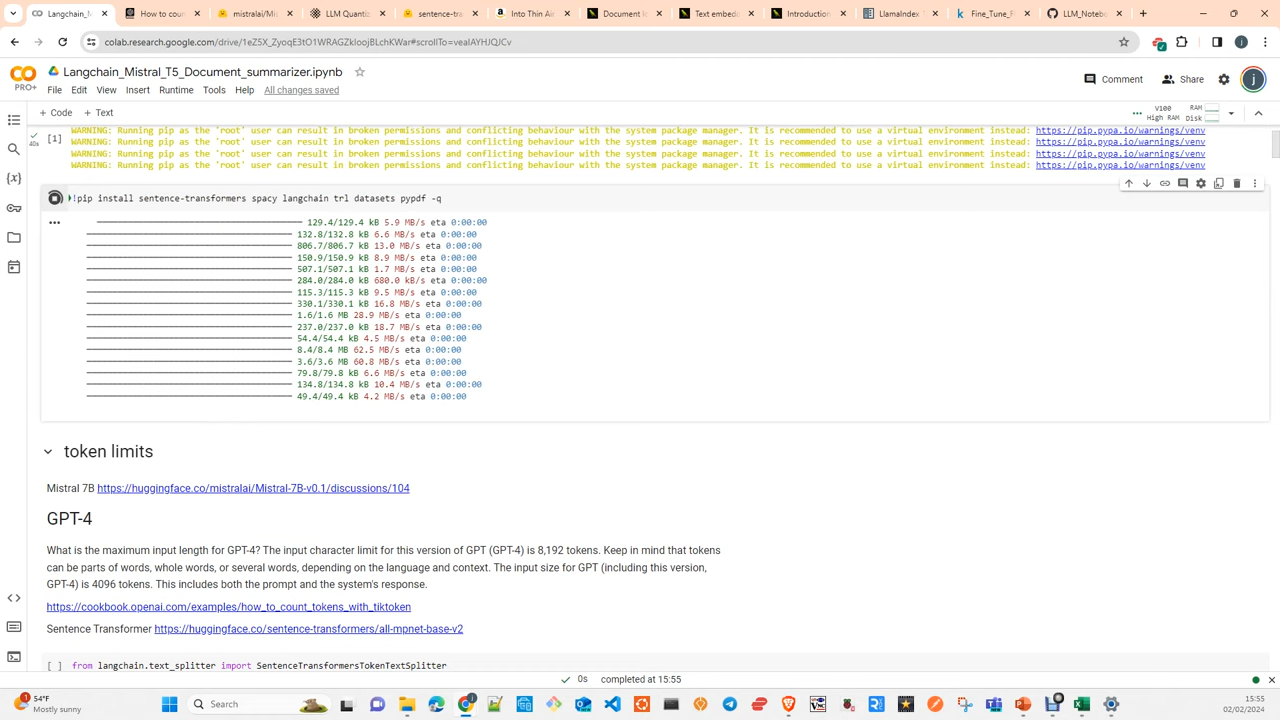 Langchain_M
How to count
mistralai/Mist
LLM Quantiz
sentence-tra
Into Thin Air
Document lo
Text embedd
Introduction
LlamaIndex
Fine_Tune_F
LLM_Noteb
colab.research.google.com/drive/
Langchain_Mistral_T5_Document_summarizer.ipynb
PRO+
File Edit View Insert Runtime Tools Help All changes saved
Comment
Share
j
+ Code + Text
V100
High RAM
RAM
Disk
[1]
40s
WARNING: Running pip as the 'root' user can result in broken permissions and conflicting behaviour with the system package manager. It is recommended to use a virtual environment instead: https://pip.pypa.io/warnings/venv
WARNING: Running pip as the 'root' user can result in broken permissions and conflicting behaviour with the system package manager. It is recommended to use a virtual environment instead: https://pip.pypa.io/warnings/venv
WARNING: Running pip as the 'root' user can result in broken permissions and conflicting behaviour with the system package manager. It is recommended to use a virtual environment instead: https://pip.pypa.io/warnings/venv
WARNING: Running pip as the 'root' user can result in broken permissions and conflicting behaviour with the system package manager. It is recommended to use a virtual environment instead: https://pip.pypa.io/warnings/venv
!pip install sentence-transformers spacy langchain trl datasets pypdf -q
129.4/129.4 kB 5.9 MB/s eta 0:00:00
132.8/132.8 kB 6.6 MB/s eta 0:00:00
806.7/806.7 kB 13.0 MB/s eta 0:00:00
150.9/150.9 kB 8.9 MB/s eta 0:00:00
507.1/507.1 kB 1.7 MB/s eta 0:00:00
284.0/284.0 kB 680.0 kB/s eta 0:00:00
115.3/115.3 kB 9.5 MB/s eta 0:00:00
330.1/330.1 kB 16.8 MB/s eta 0:00:00
1.6/1.6 MB 28.9 MB/s eta 0:00:00
237.0/237.0 kB 18.7 MB/s eta 0:00:00
54.4/54.4 kB 4.5 MB/s eta 0:00:00
8.4/8.4 MB 62.5 MB/s eta 0:00:00
3.6/3.6 MB 60.8 MB/s eta 0:00:00
79.8/79.8 kB 6.6 MB/s eta 0:00:00
134.8/134.8 kB 10.4 MB/s eta 0:00:00
49.4/49.4 kB 4.2 MB/s eta 0:00:00
token limits
Mistral 7B https://huggingface.co/mistralai/Mistral-7B-v0.1/discussions/104
GPT-4
What is the maximum input length for GPT-4? The input character limit for this version of GPT (GPT-4) is 8,192 tokens. Keep in mind that tokens
can be parts of words, whole words, or several words, depending on the language and context. The input size for GPT (including this version,
GPT-4) is 4096 tokens. This includes both the prompt and the system's response.
https://cookbook.openai.com/examples/how_to_count_tokens_with_tiktoken
Sentence Transformer https://huggingface.co/sentence-transformers/all-mpnet-base-v2
[ ] from langchain.text_splitter import SentenceTransformersTokenTextSplitter
0s completed at 15:55
1
54°F
Mostly sunny
Search
15:55
02/02/2024